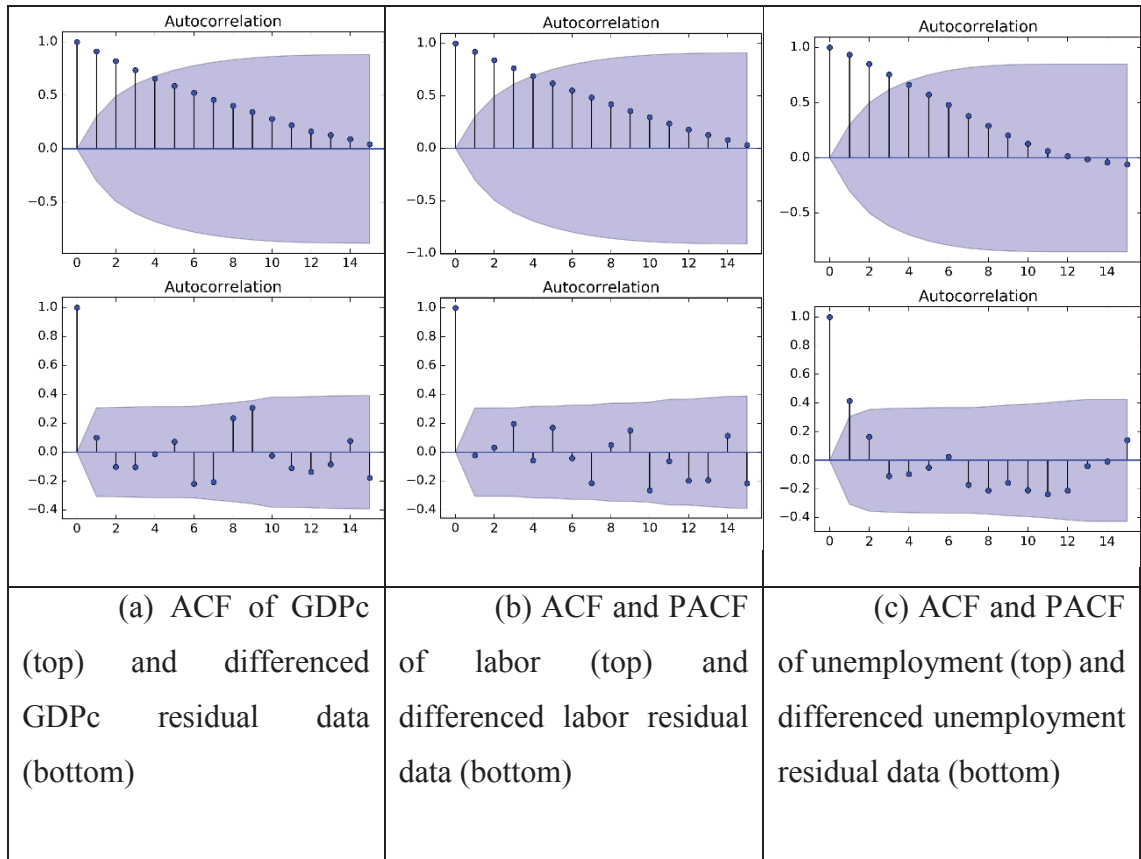 Autocorrelation
1.0
0.5
0.0
−0.5
0 2 4 6 8 10 12 14
Autocorrelation
1.0
0.8
0.6
0.4
0.2
0.0
−0.2
−0.4
0 2 4 6 8 10 12 14
Autocorrelation
1.0
0.5
0.0
−0.5
−1.0
0 2 4 6 8 10 12 14
Autocorrelation
1.0
0.8
0.6
0.4
0.2
0.0
−0.2
−0.4
0 2 4 6 8 10 12 14
Autocorrelation
1.0
0.5
0.0
−0.5
0 2 4 6 8 10 12 14
Autocorrelation
1.0
0.8
0.6
0.4
0.2
0.0
−0.2
−0.4
0 2 4 6 8 10 12 14
(a) ACF of GDPc
(top) and differenced
GDPc residual data
(bottom)
(b) ACF and PACF
of labor (top) and
differenced labor residual
data (bottom)
(c) ACF and PACF
of unemployment (top) and
differenced unemployment
residual data (bottom)